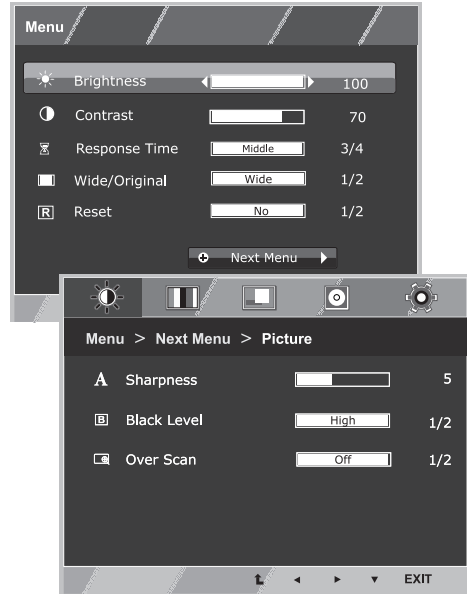 Menu
Brightness 100
Contrast 70
Response Time Middle 3/4
Wide/Original Wide 1/2
R Reset No 1/2
Next Menu
Menu > Next Menu > Picture
A Sharpness 5
B Black Level High 1/2
Over Scan Off 1/2
EXIT